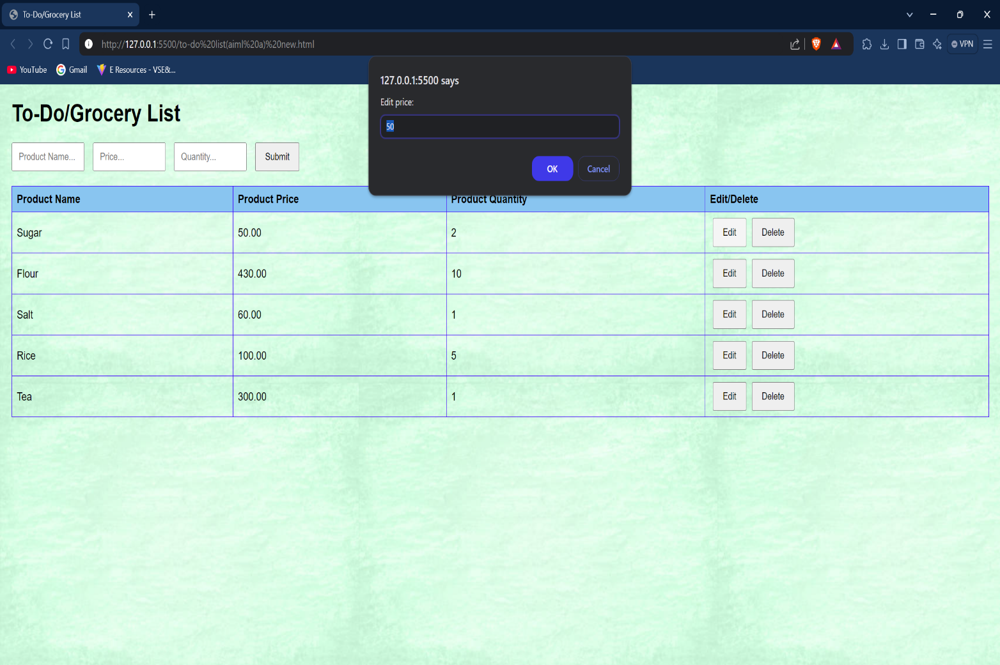 To-Do/Grocery List
http://127.0.0.1:5500/to-do%20list(aiml%20a)%20new.html
VPN
YouTube
Gmail
E Resources - VSE&...
127.0.0.1:5500 says
Edit price:
50
OK
Cancel
To-Do/Grocery List
Product Name...
Price...
Quantity...
Submit
Product Name Product Price Product Quantity Edit/Delete
Sugar 50.00 2 Edit Delete
Flour 430.00 10 Edit Delete
Salt 60.00 1 Edit Delete
Rice 100.00 5 Edit Delete
Tea 300.00 1 Edit Delete